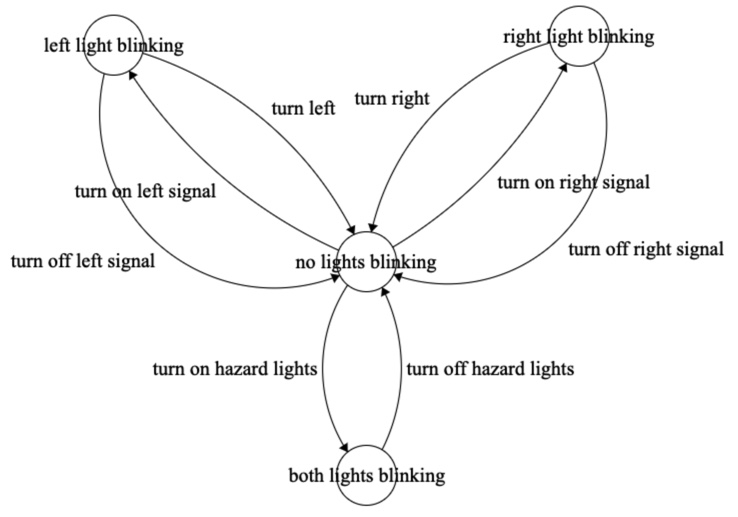 left light blinking
right light blinking
turn left
turn right
turn on left signal
turn on right signal
turn off left signal
no lights blinking
turn off right signal
turn on hazard lights
turn off hazard lights
both lights blinking